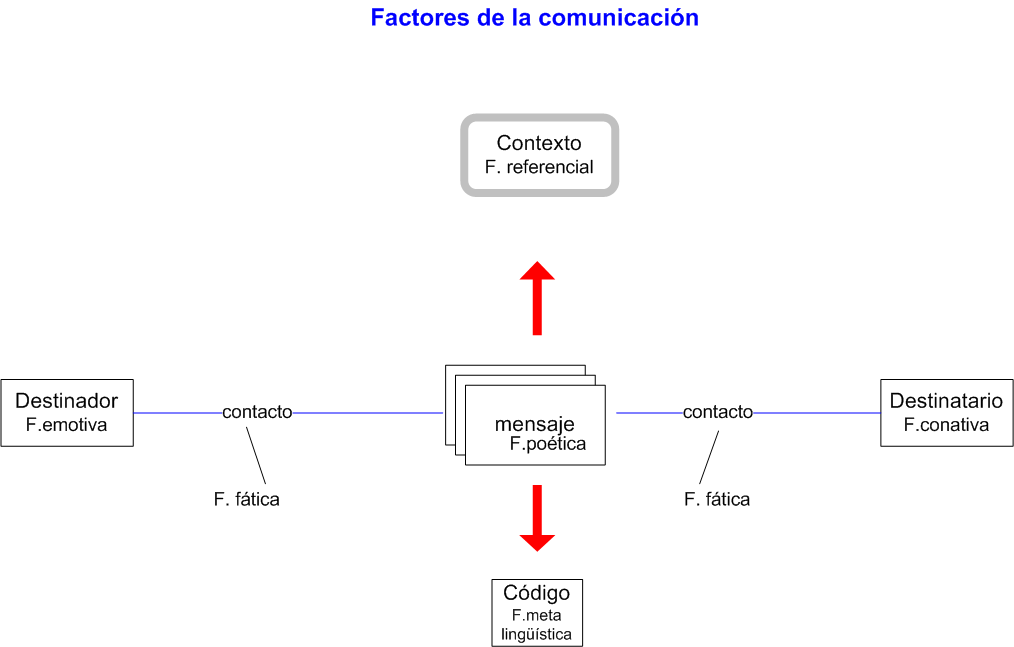 Factores de la comunicación
Contexto
F. referencial
Destinador
F.emotiva
contacto
mensaje
F.poética
contacto
Destinatario
F.conativa
F. fática
F. fática
Código
F.meta
lingüística